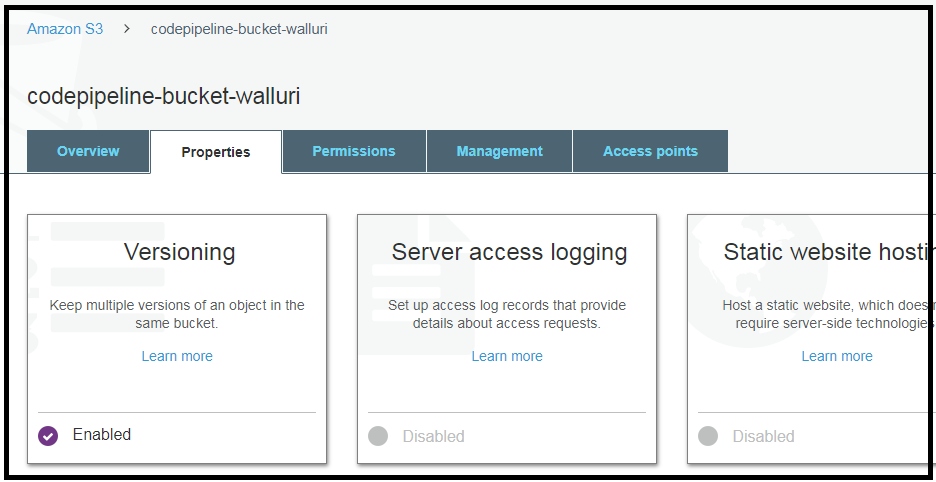 Amazon S3 > codepipeline-bucket-walluri
codepipeline-bucket-walluri
Overview Properties Permissions Management Access points
Versioning
Keep multiple versions of an object in the
same bucket.
Learn more
Enabled
Server access logging
Set up access log records that provide
details about access requests.
Learn more
Disabled
Static website hosti
Host a static website, which does
require server-side technologies
Learn more
Disabled